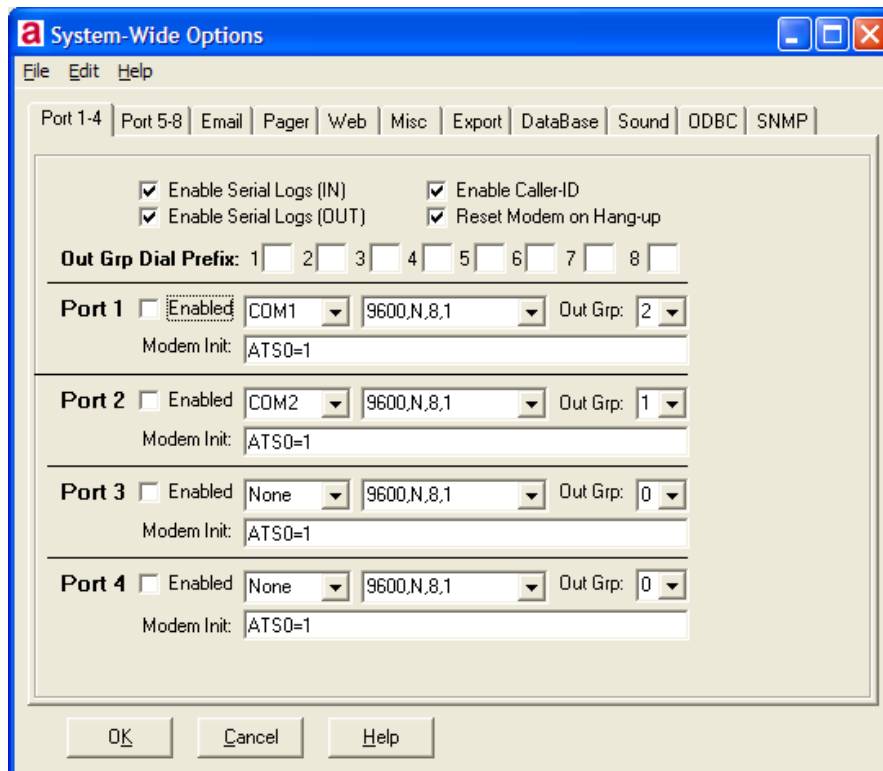 a System-Wide Options
File Edit Help
Port 1-4 Port 5-8 Email Pager Web Misc Export DataBase Sound ODBC SNMP
Enable Serial Logs (IN) Enable Caller-ID
Enable Serial Logs (OUT) Reset Modem on Hang-up
Out Grp Dial Prefix: 1 2 3 4 5 6 7 8
Port 1 Enabled COM1 9600,N,8,1 Out Grp: 2
Modem Init: ATS0=1
Port 2 Enabled COM2 9600,N,8,1 Out Grp: 1
Modem Init: ATS0=1
Port 3 Enabled None 9600,N,8,1 Out Grp: 0
Modem Init: ATS0=1
Port 4 Enabled None 9600,N,8,1 Out Grp: 0
Modem Init: ATS0=1
OK Cancel Help